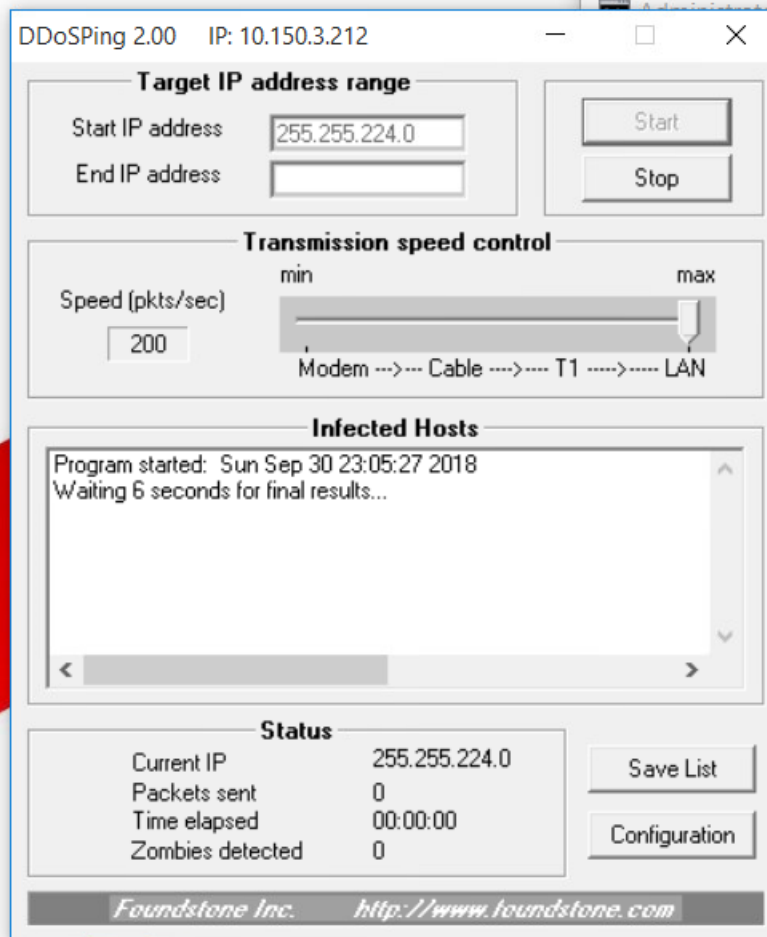 Administrat
DDoSPing 2.00 IP: 10.150.3.212
Target IP address range
Start IP address 255.255.224.0
End IP address
Start
Stop
Transmission speed control
min max
Speed (pkts/sec)
200
Modem --->--- Cable ---->---- T1 ----->----- LAN
Infected Hosts
Program started: Sun Sep 30 23:05:27 2018
Waiting 6 seconds for final results...
Status
Current IP 255.255.224.0
Packets sent 0
Time elapsed 00:00:00
Zombies detected 0
Save List
Configuration
Foundstone Inc. http://www.foundstone.com